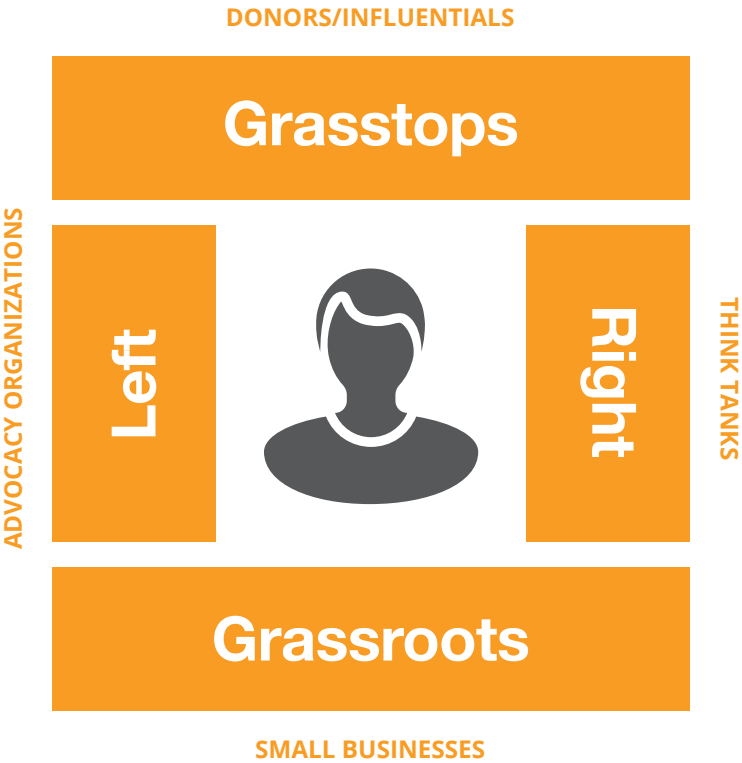 DONORS/INFLUENTIALS
Grasstops
ADVOCACY ORGANIZATIONS
Left
Right
THINK TANKS
Grassroots
SMALL BUSINESSES